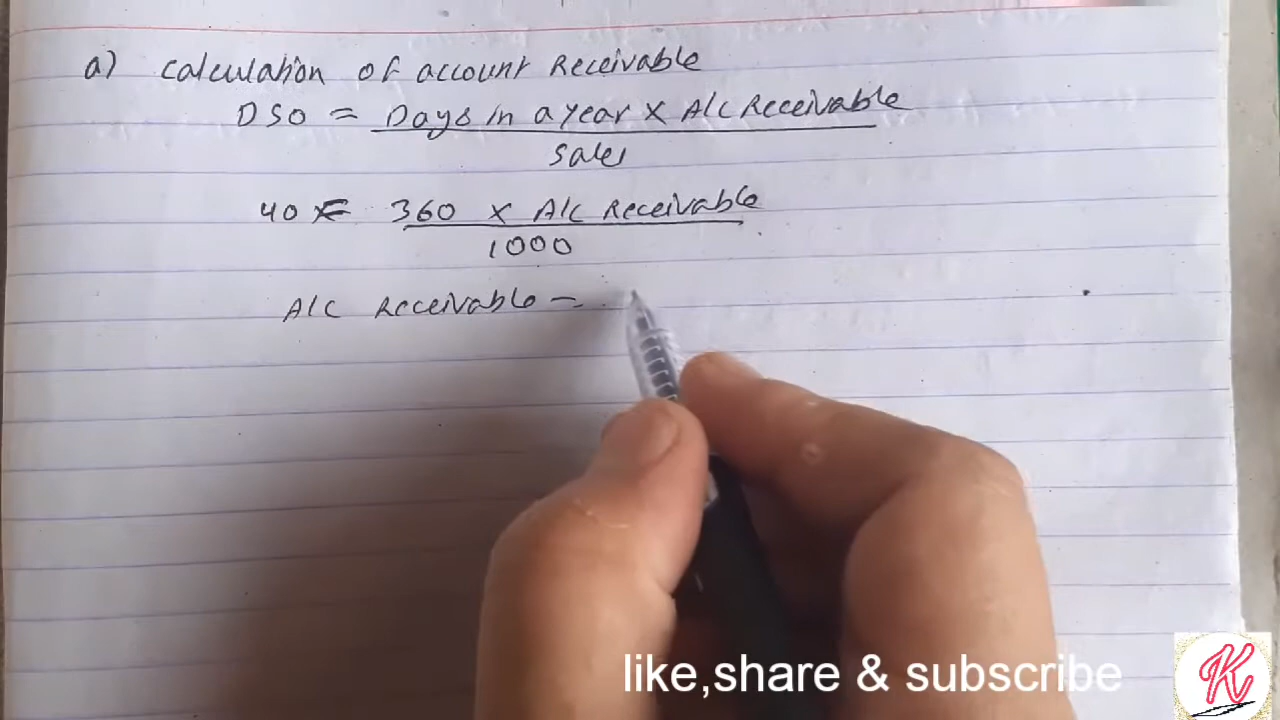 a) Calculation of account Receivable
DSO = Days in a year x A/C Receivable
Sales
40 = 360 x A/C Receivable
1000
A/C Receivable =
like,share & subscribe
K